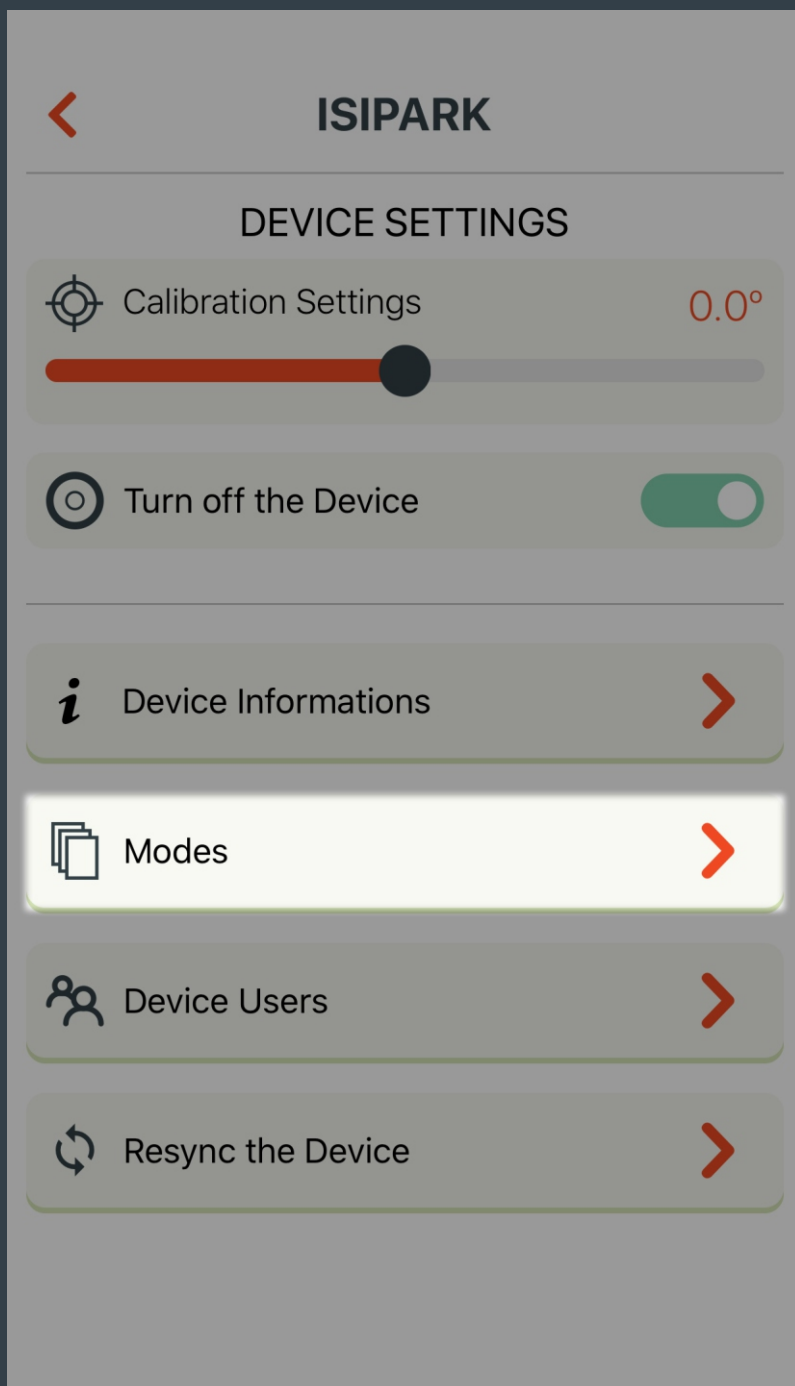 ISIPARK
DEVICE SETTINGS
Calibration Settings 0.0°
Turn off the Device
Device Informations
Modes
Device Users
Resync the Device